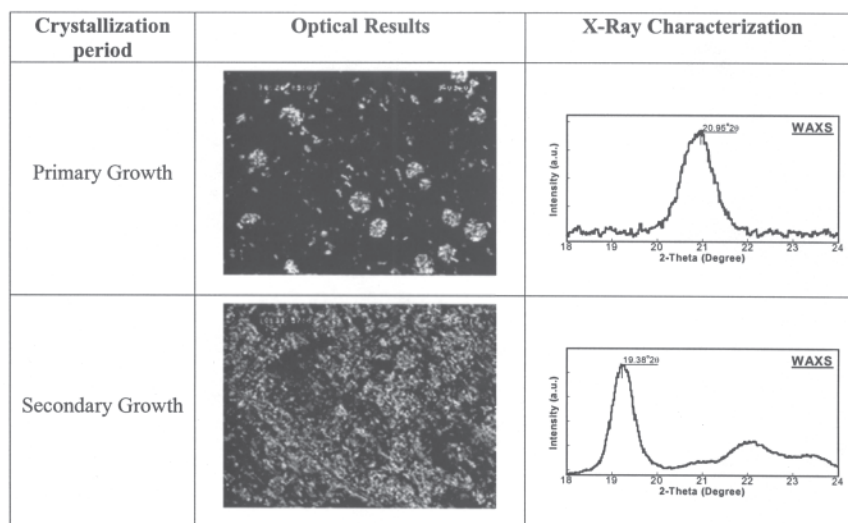 Crystallization period
Optical Results
X-Ray Characterization
Primary Growth
20.95°2θ
WAXS
Intensity (a.u.)
18 19 20 21 22 23 24
2-Theta (Degree)
Secondary Growth
19.38°2θ
WAXS
Intensity (a.u.)
18 19 20 21 22 23 24
2-Theta (Degree)